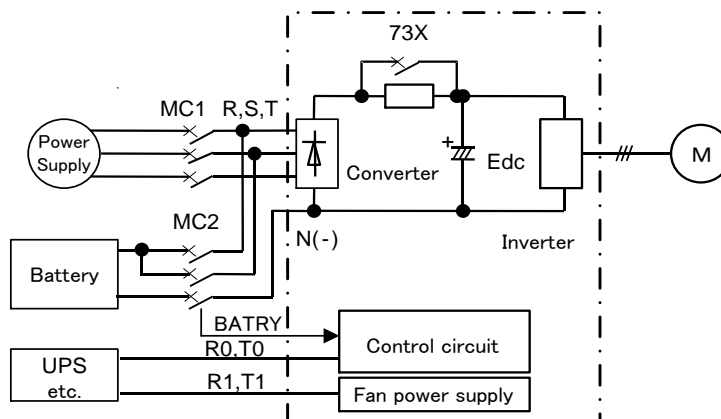 73X
MC1
R,S,T
Power
Supply
+
Edc
M
Converter
MC2
N(-)
Inverter
Battery
BATRY
Control circuit
R0,T0
UPS
etc.
R1,T1
Fan power supply